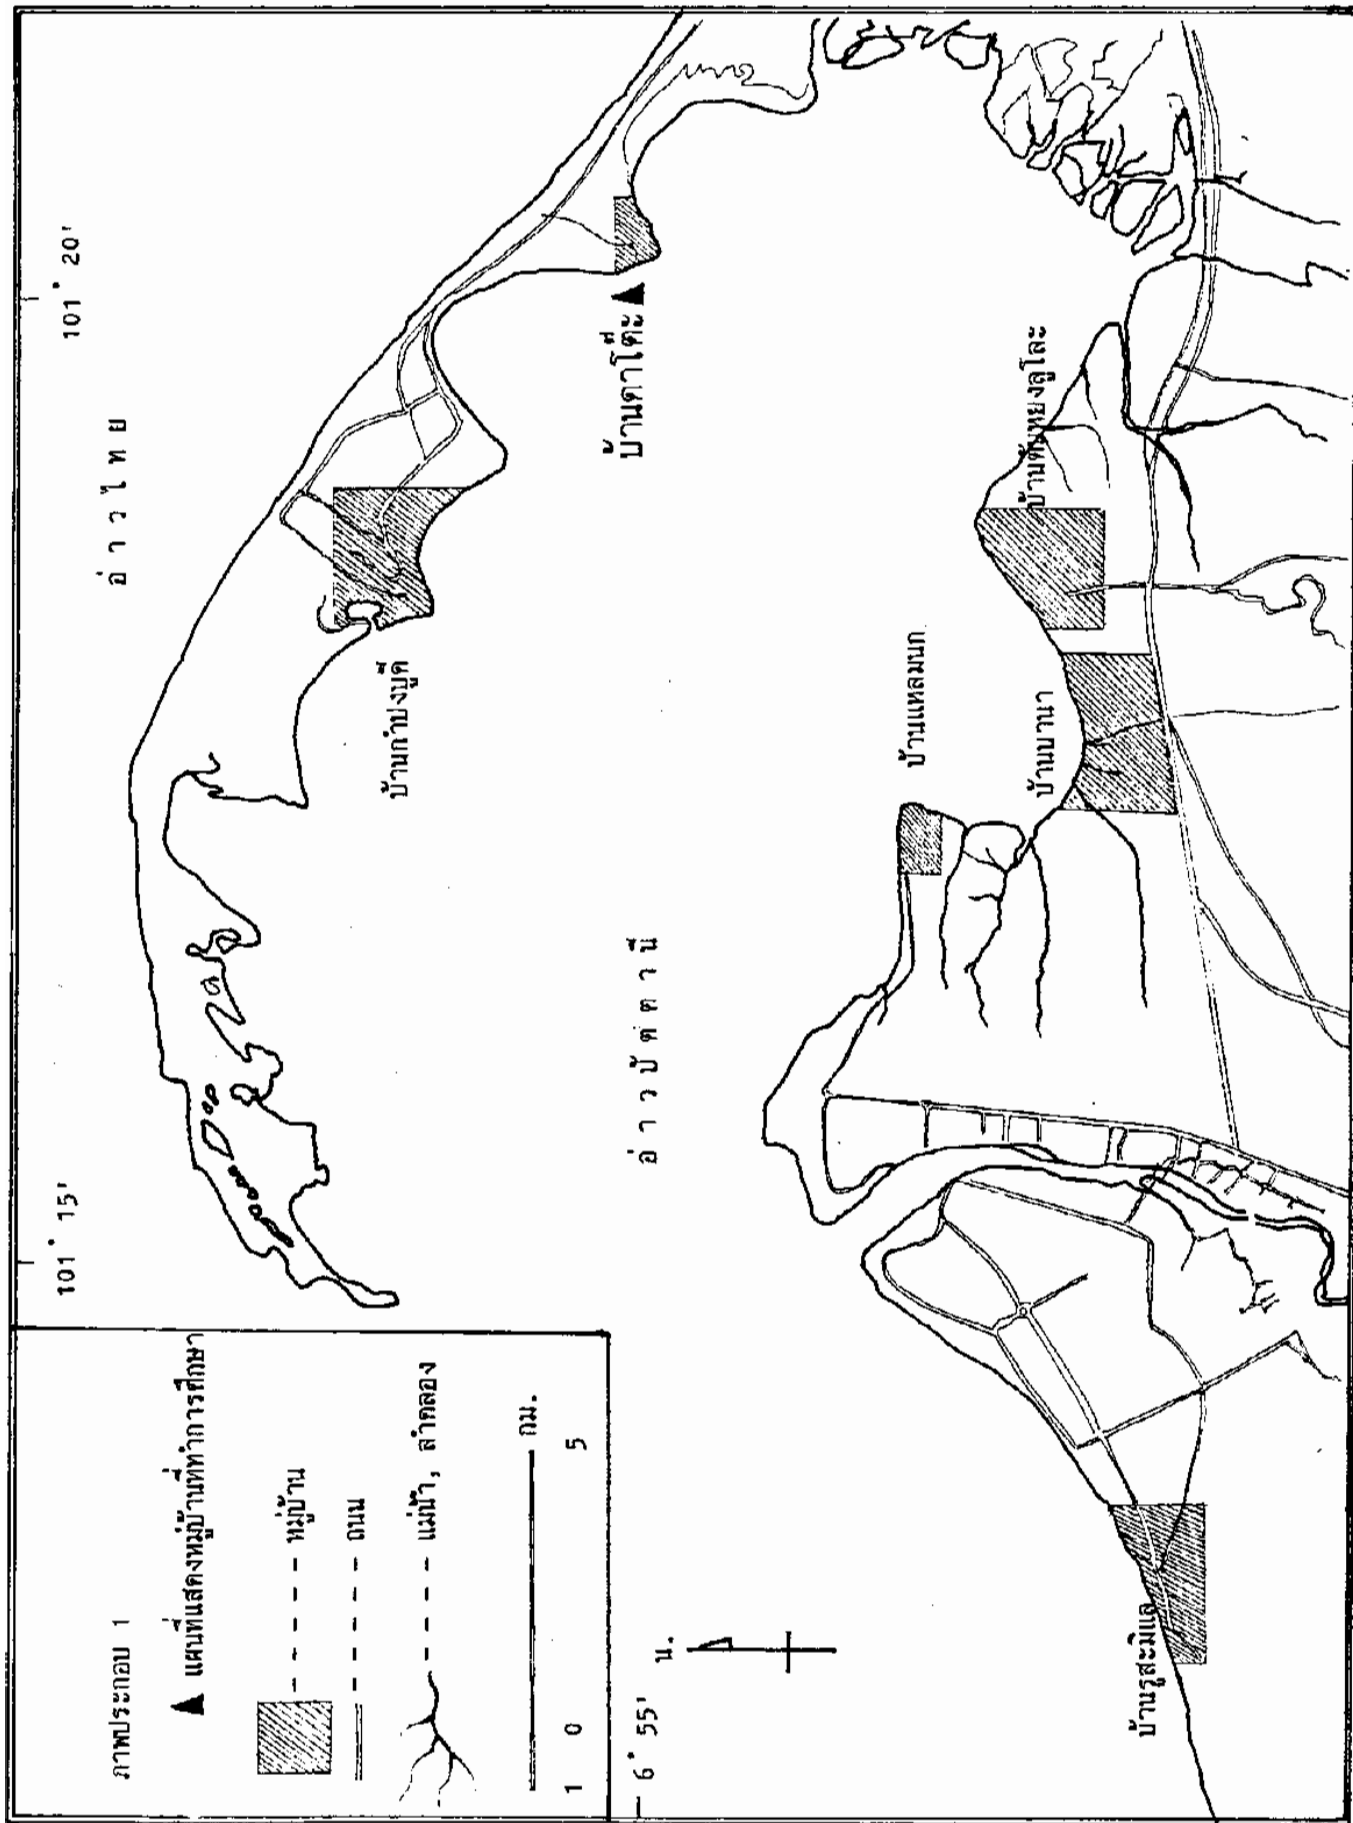 ภาพประกอบ 1
▲ แผนที่แสดงหมู่บ้านที่ทำการศึกษา
หมู่บ้าน
ถนน
แม่น้ำ, ลำคลอง
กม.
1 0 5
101° 15'
101° 20'
6° 55'
น.
อ่าวไทย
อ่าวปัตตานี
บ้านกำปงบูดี
บ้านดาโต๊ะ ▲
บ้านแหลมนก
บ้านบานา
บ้านตันหยงลูโละ
บ้านรูสะมิแล